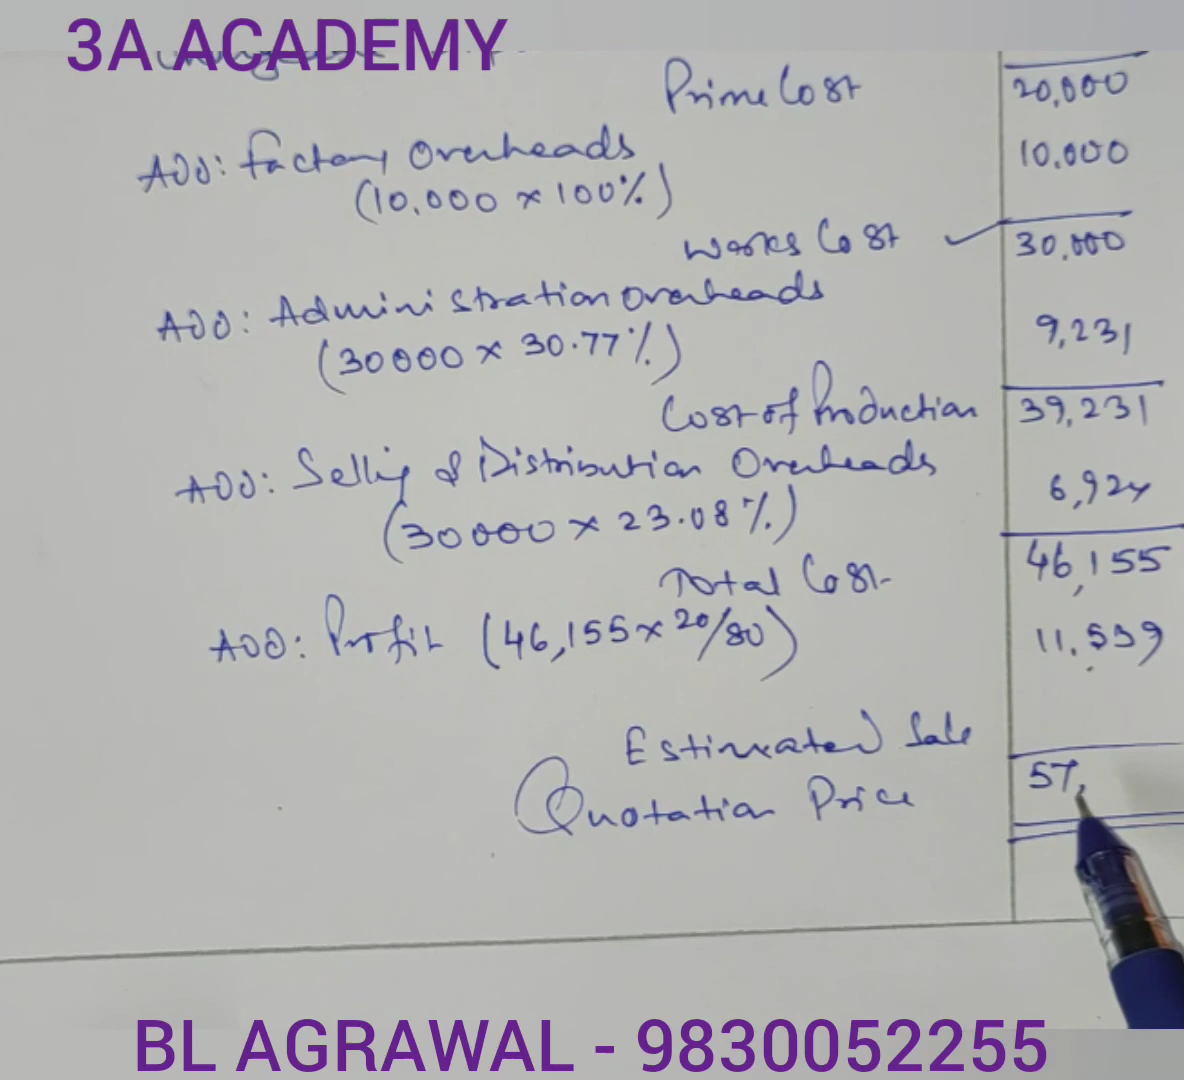 3A ACADEMY
Prime Cost 20,000
Add: Factory Overheads 10,000
(10,000 x 100%)
Works Cost 30,000
Add: Administration overheads
(30000 x 30.77%) 9,231
Cost of Production 39,231
Add: Selling & Distribution Overheads
(30000 x 23.08%) 6,924
Total Cost 46,155
Add: Profit (46,155 x 20/80) 11,539
Estimated Sale
Quotation Price 57,
BL AGRAWAL - 9830052255